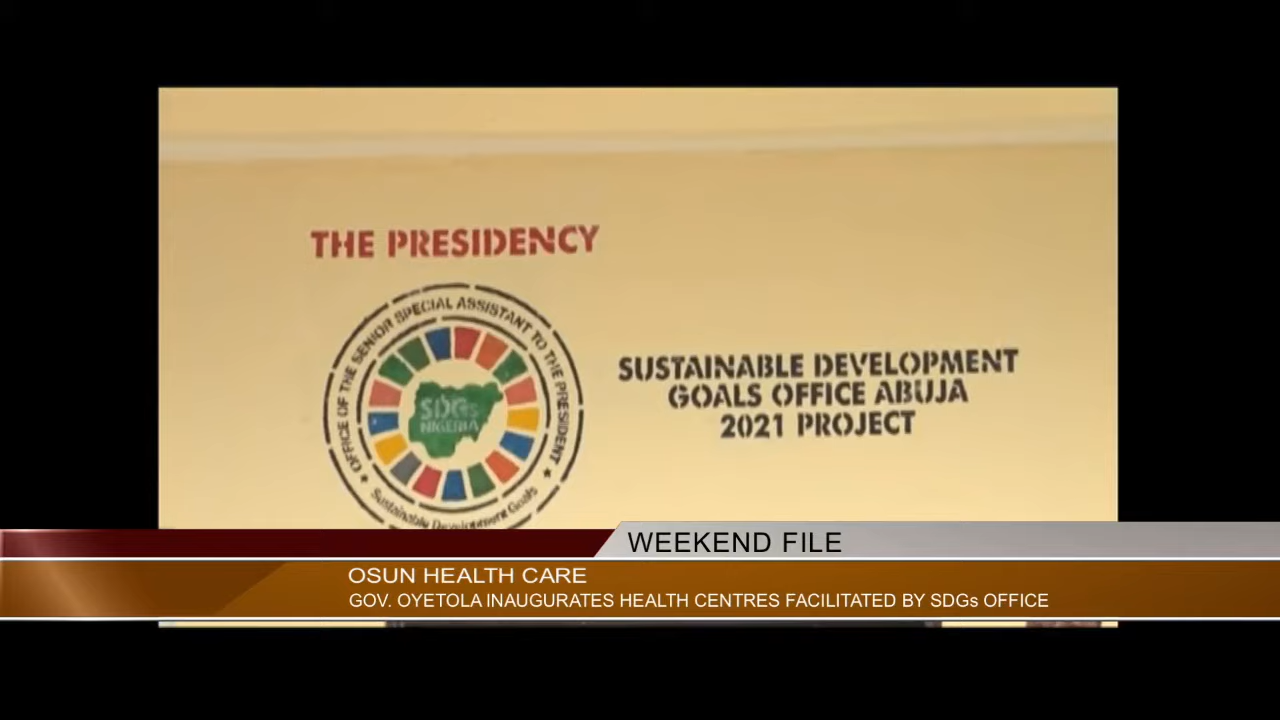 THE PRESIDENCY
OFFICE OF THE SENIOR SPECIAL ASSISTANT TO THE PRESIDENT
SDGs
NIGERIA
Sustainable Development Goals
SUSTAINABLE DEVELOPMENT
GOALS OFFICE ABUJA
2021 PROJECT
WEEKEND FILE
OSUN HEALTH CARE
GOV. OYETOLA INAUGURATES HEALTH CENTRES FACILITATED BY SDGs OFFICE